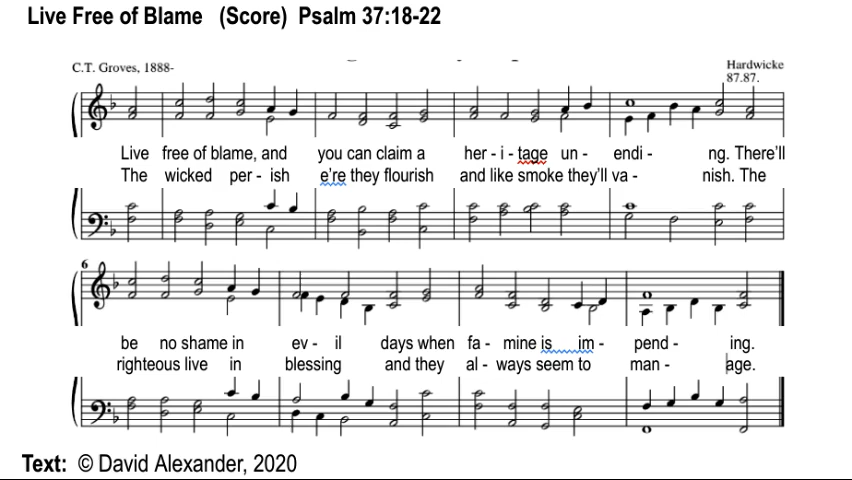 Live Free of Blame (Score) Psalm 37:18-22
C.T. Groves, 1888-
Hardwicke
87.87.
Live free of blame, and you can claim a her - i - tage un - endi - ng. There'll
The wicked per - ish e're they flourish and like smoke they'll va - nish. The
6
be no shame in ev - il days when fa - mine is im - pend - ing.
righteous live in blessing and they al - ways seem to man - age.
Text: © David Alexander, 2020